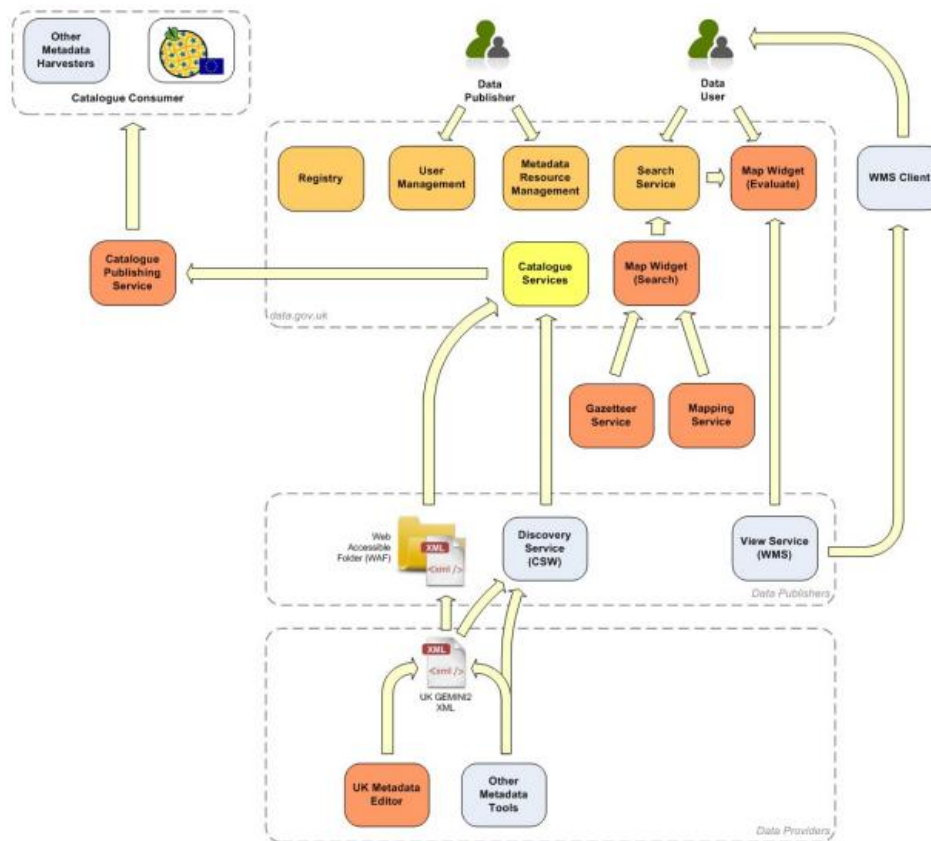 Other
Metadata
Harvesters
Catalogue Consumer
Data
Publisher
Data
User
Registry
User
Management
Metadata
Resource
Management
Search
Service
Map Widget
(Evaluate)
WMS Client
Catalogue
Publishing
Service
Catalogue
Services
Map Widget
(Search)
data.gov.uk
Gazetteer
Service
Mapping
Service
Web
Accessible
Folder (WAF)
XML
<xml />
Discovery
Service
(CSW)
View Service
(WMS)
Data Publishers
XML
<xml />
UK GEMINI2
XML
UK Metadata
Editor
Other
Metadata
Tools
Data Providers